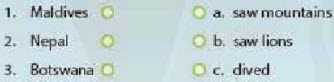 1. Maldives a. saw mountains
2. Nepal b. saw lions
3. Botswana c. dived